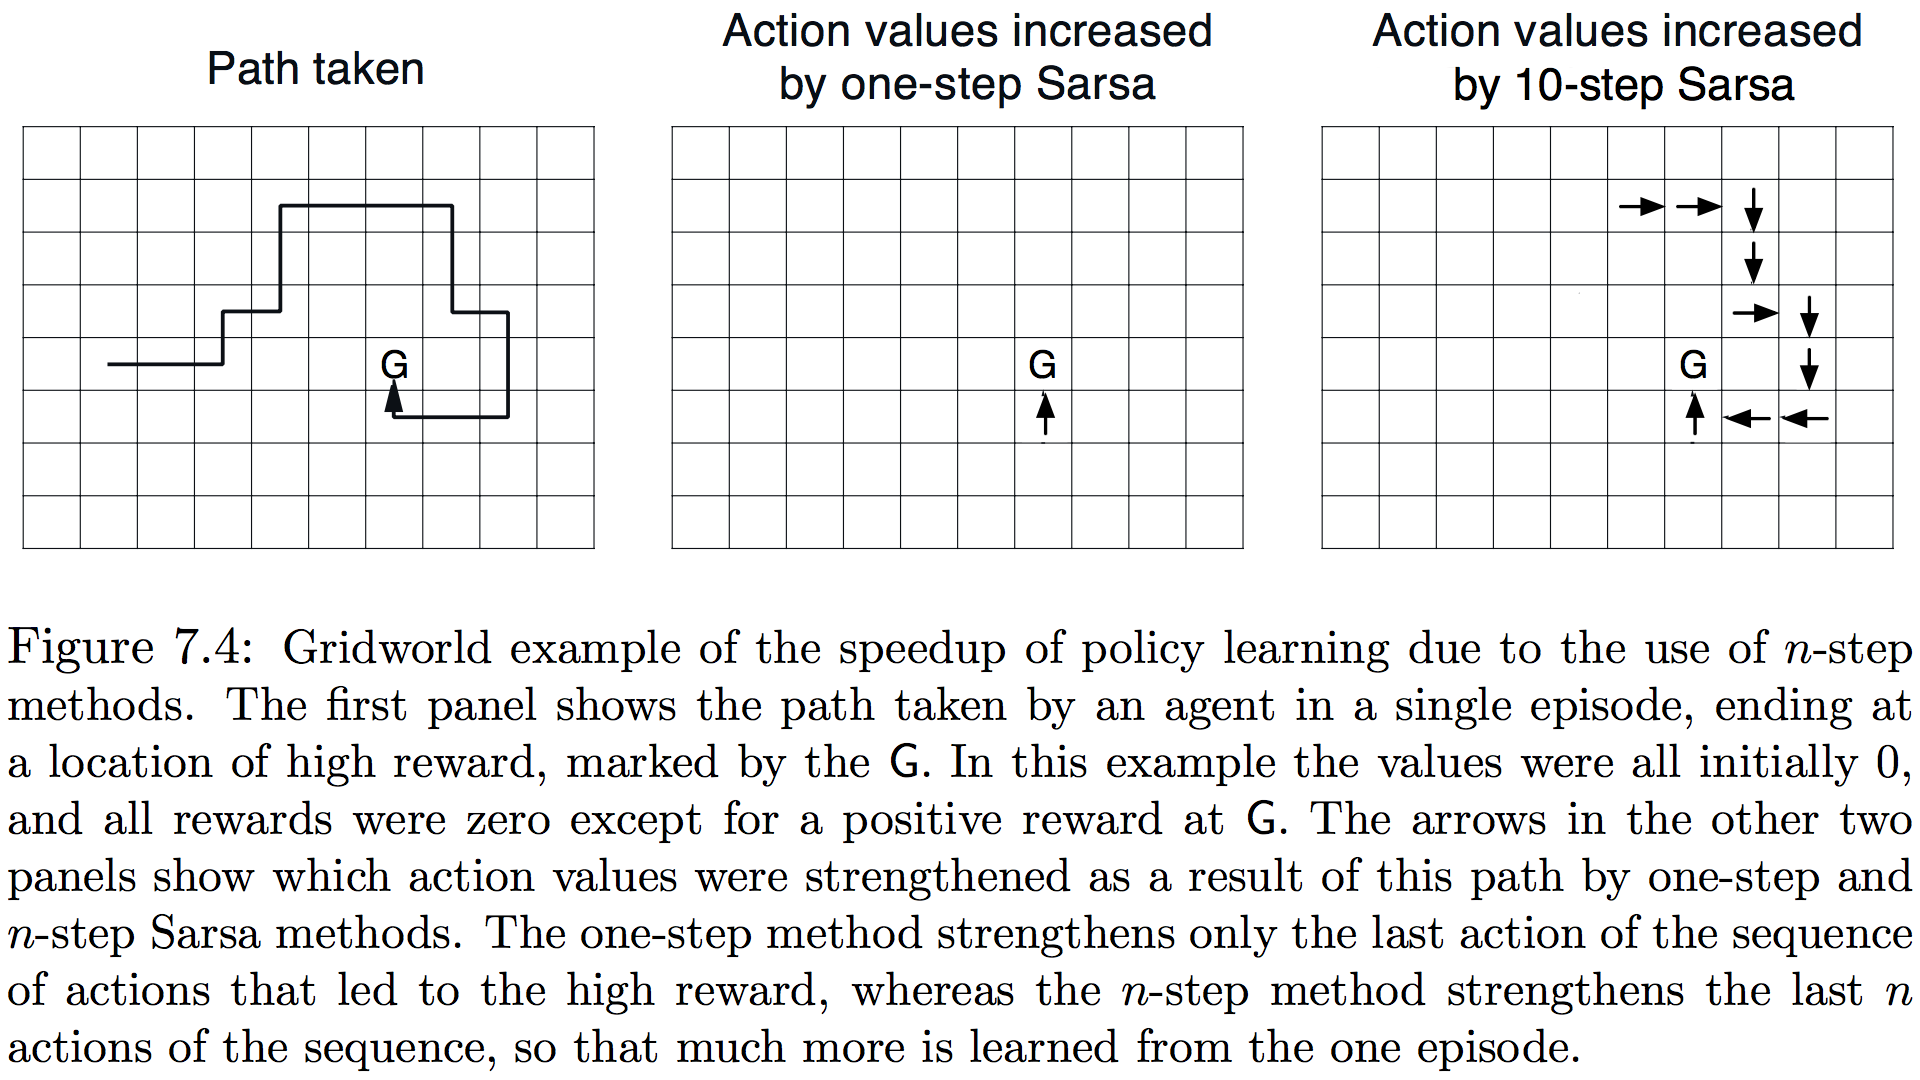 Path taken
Action values increased
by one-step Sarsa
Action values increased
by 10-step Sarsa
G
G
G
Figure 7.4: Gridworld example of the speedup of policy learning due to the use of n-step
methods. The first panel shows the path taken by an agent in a single episode, ending at
a location of high reward, marked by the G. In this example the values were all initially 0,
and all rewards were zero except for a positive reward at G. The arrows in the other two
panels show which action values were strengthened as a result of this path by one-step and
n-step Sarsa methods. The one-step method strengthens only the last action of the sequence
of actions that led to the high reward, whereas the n-step method strengthens the last n
actions of the sequence, so that much more is learned from the one episode.